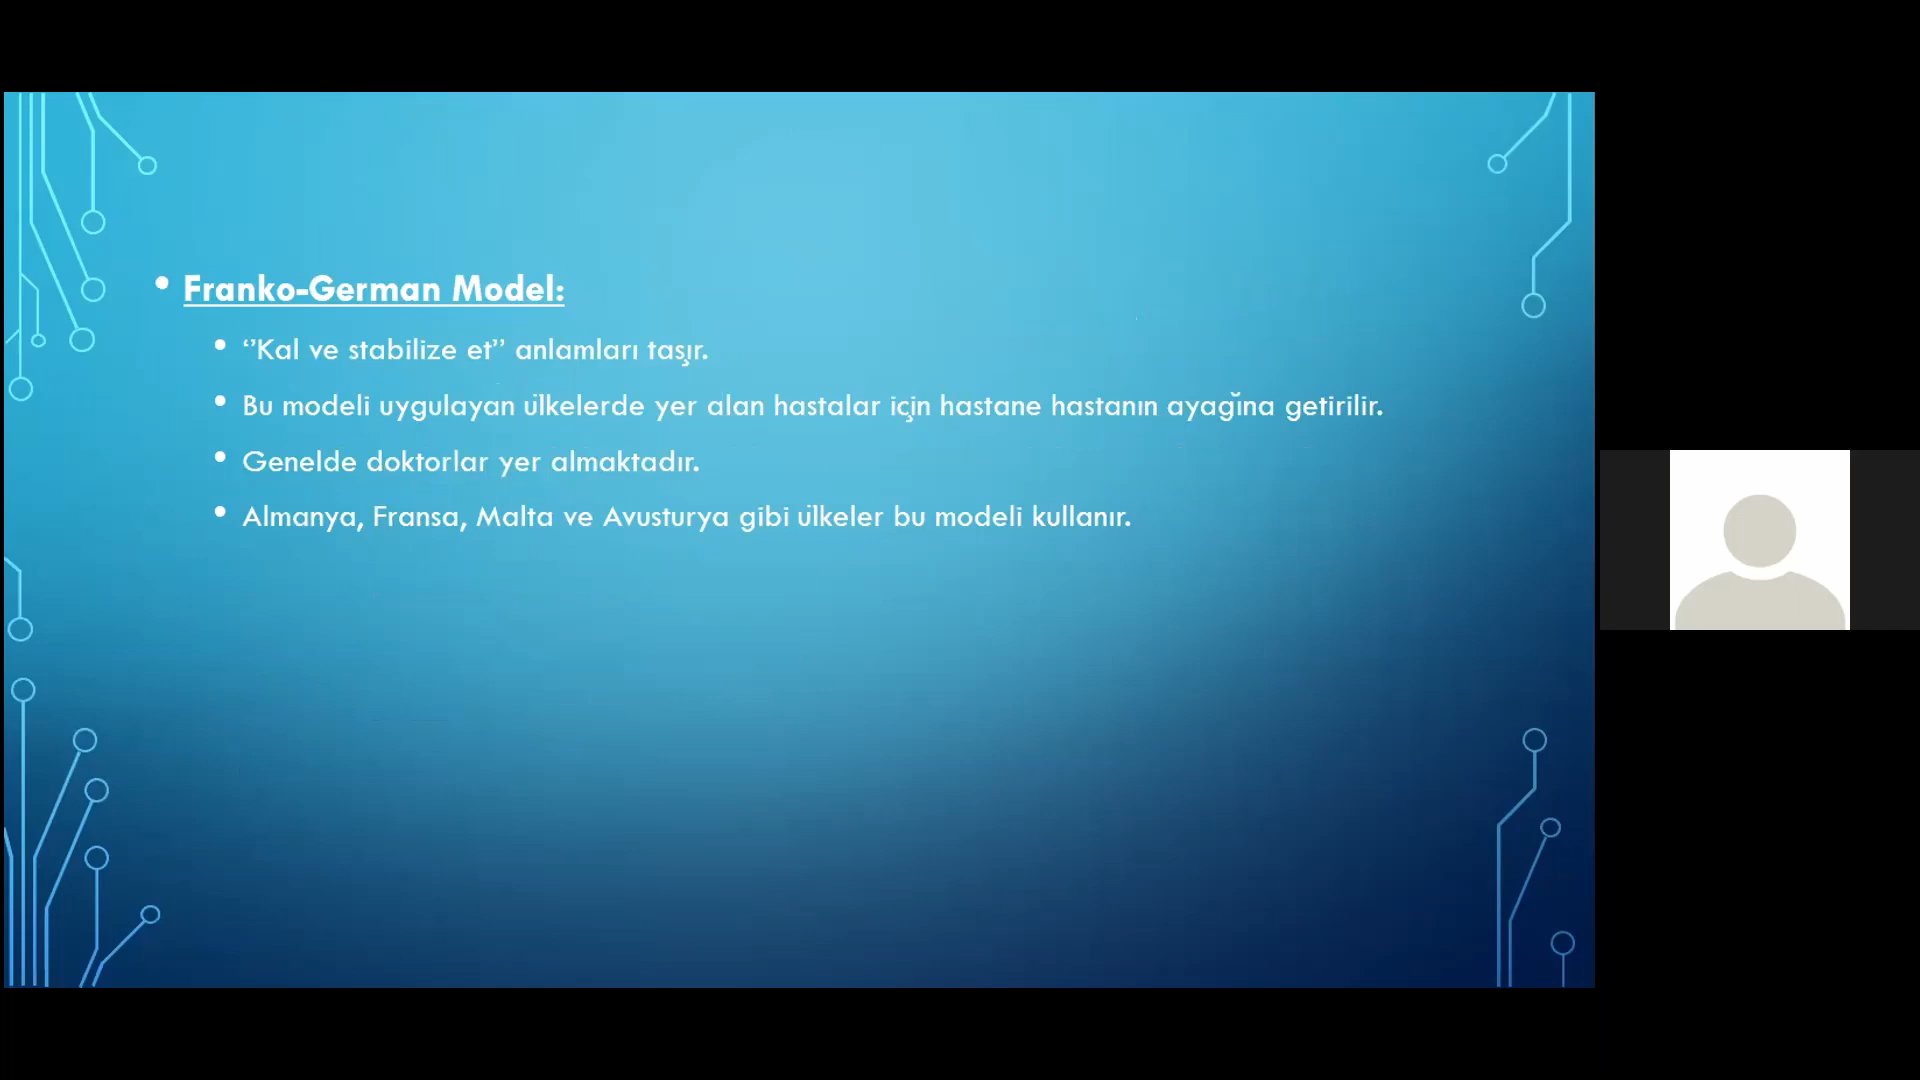 • Franko-German Model:
• ‘’Kal ve stabilize et’’ anlamları taşır.
• Bu modeli uygulayan ülkelerde yer alan hastalar için hastane hastanın ayağına getirilir.
• Genelde doktorlar yer almaktadır.
• Almanya, Fransa, Malta ve Avusturya gibi ülkeler bu modeli kullanır.